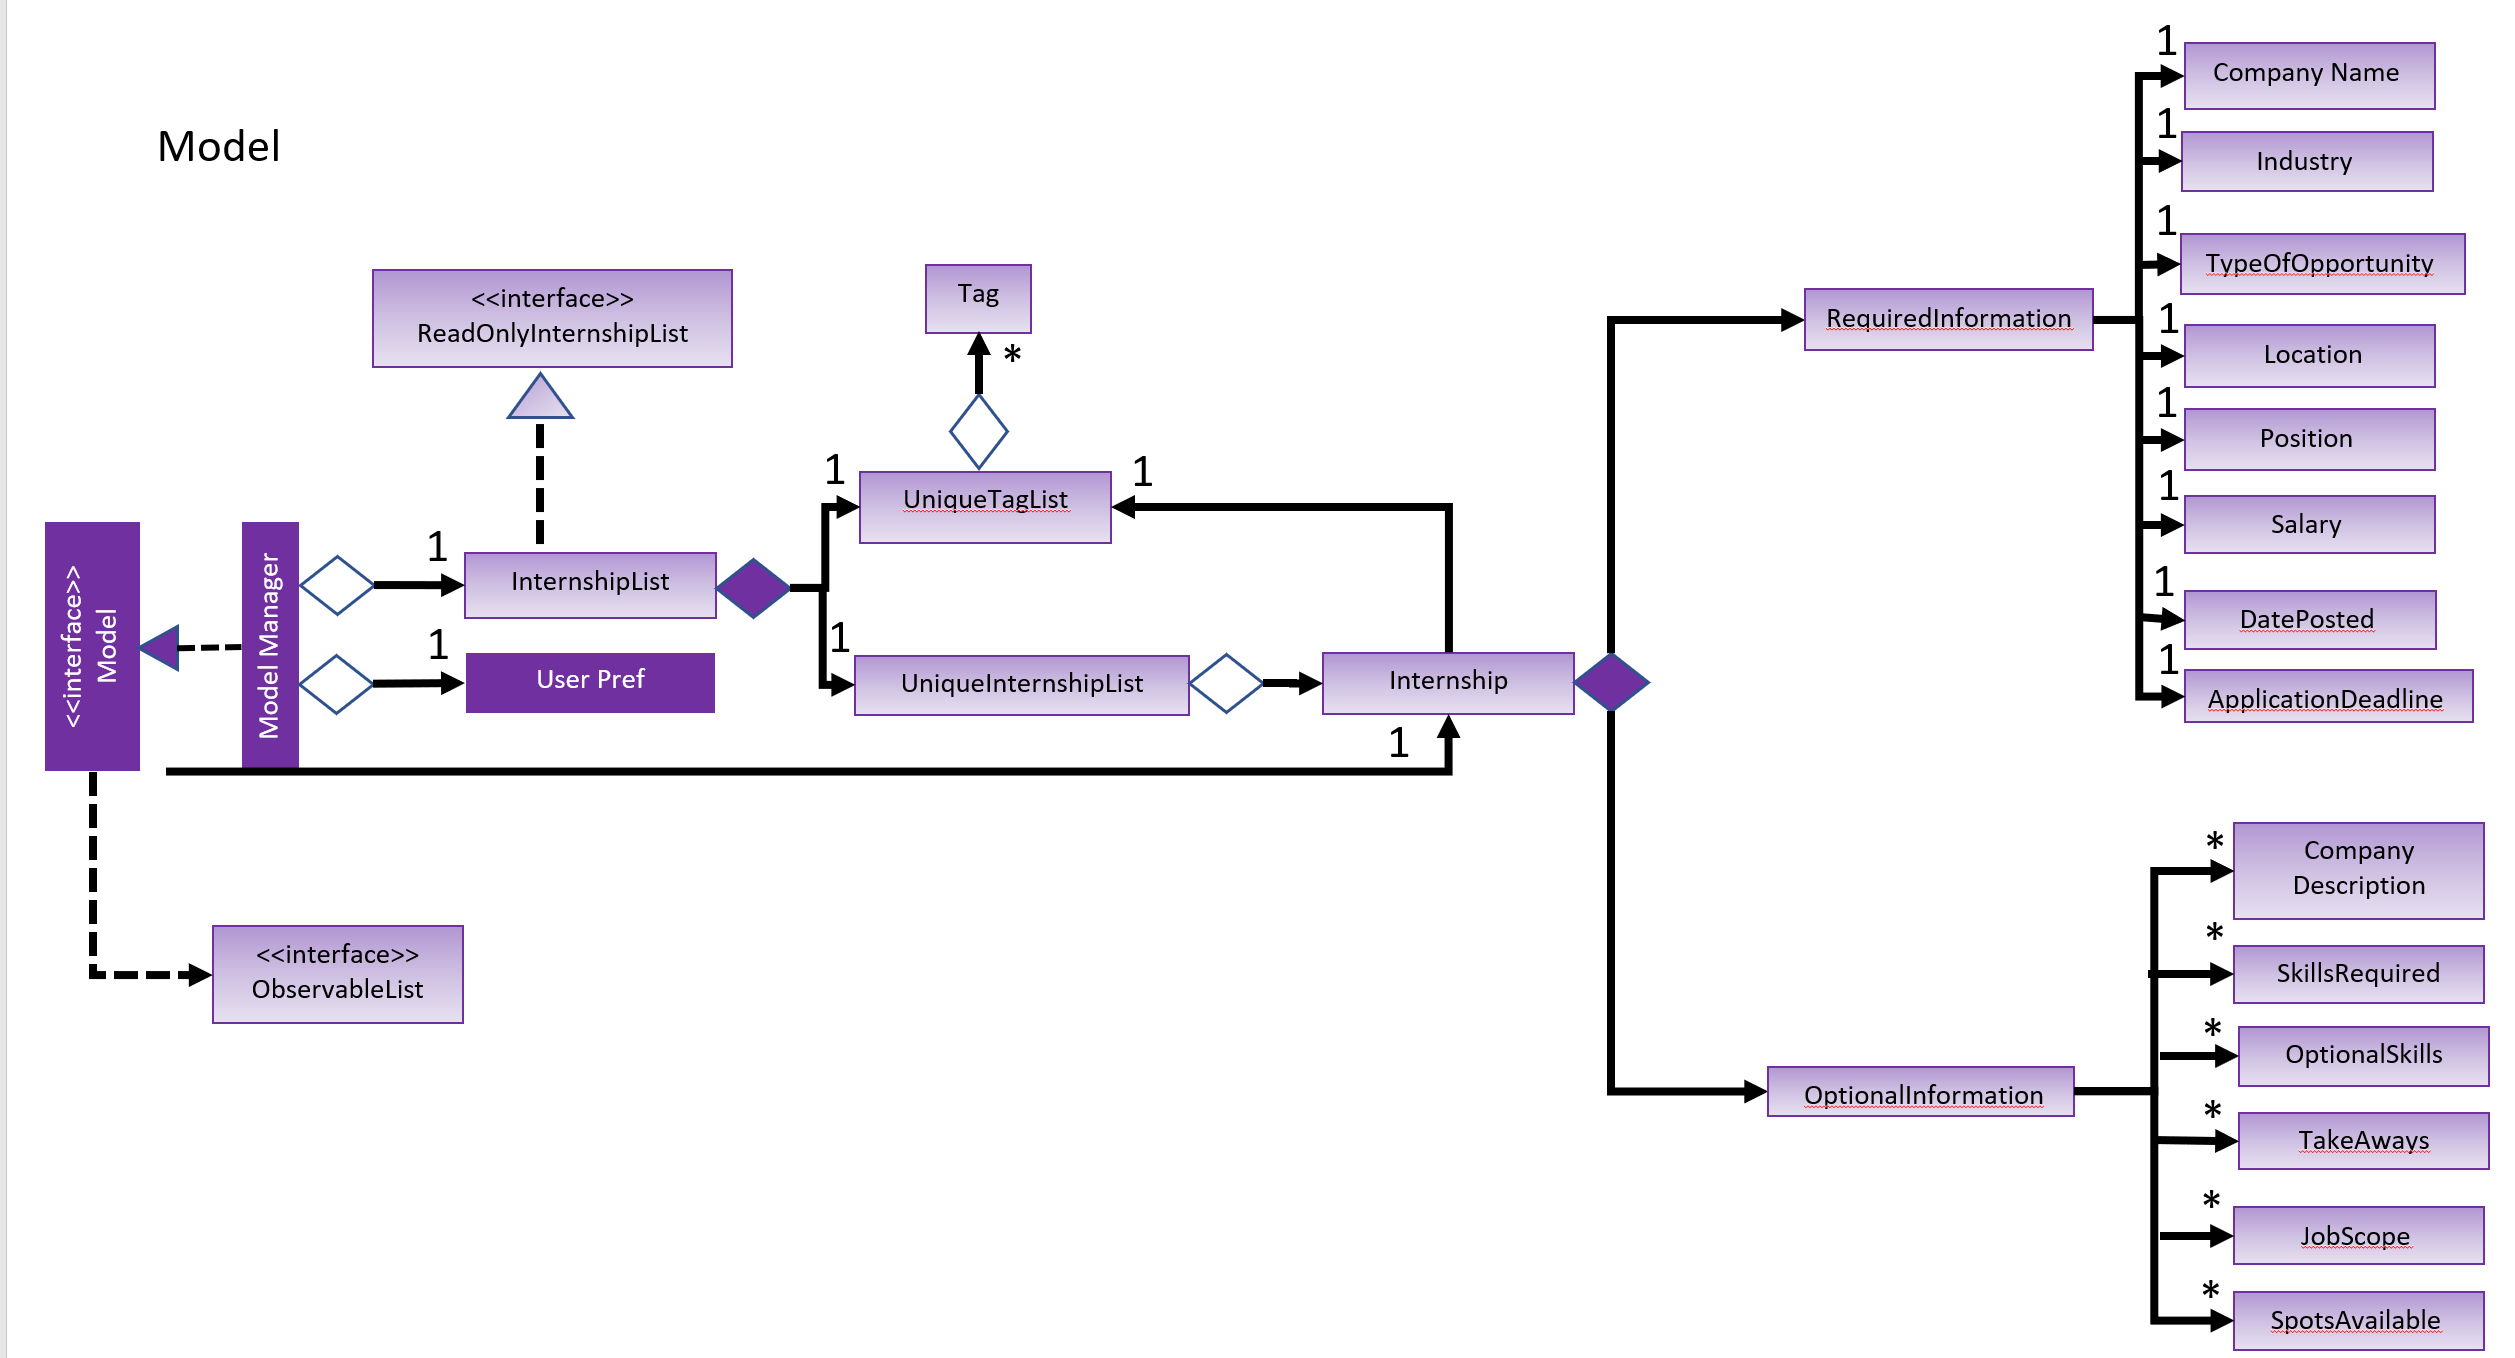 Model
<<interface>>
Model
Model Manager
<<interface>>
ReadOnlyInternshipList
1
InternshipList
1
User Pref
<<interface>>
ObservableList
Tag
*
1
UniqueTagList
1
1
UniqueInternshipList
Internship
1
RequiredInformation
1
Company Name
1
Industry
1
TypeOfOpportunity
1
Location
1
Position
1
Salary
1
DatePosted
1
ApplicationDeadline
OptionalInformation
*
Company
Description
*
SkillsRequired
*
OptionalSkills
*
TakeAways
*
JobScope
*
SpotsAvailable